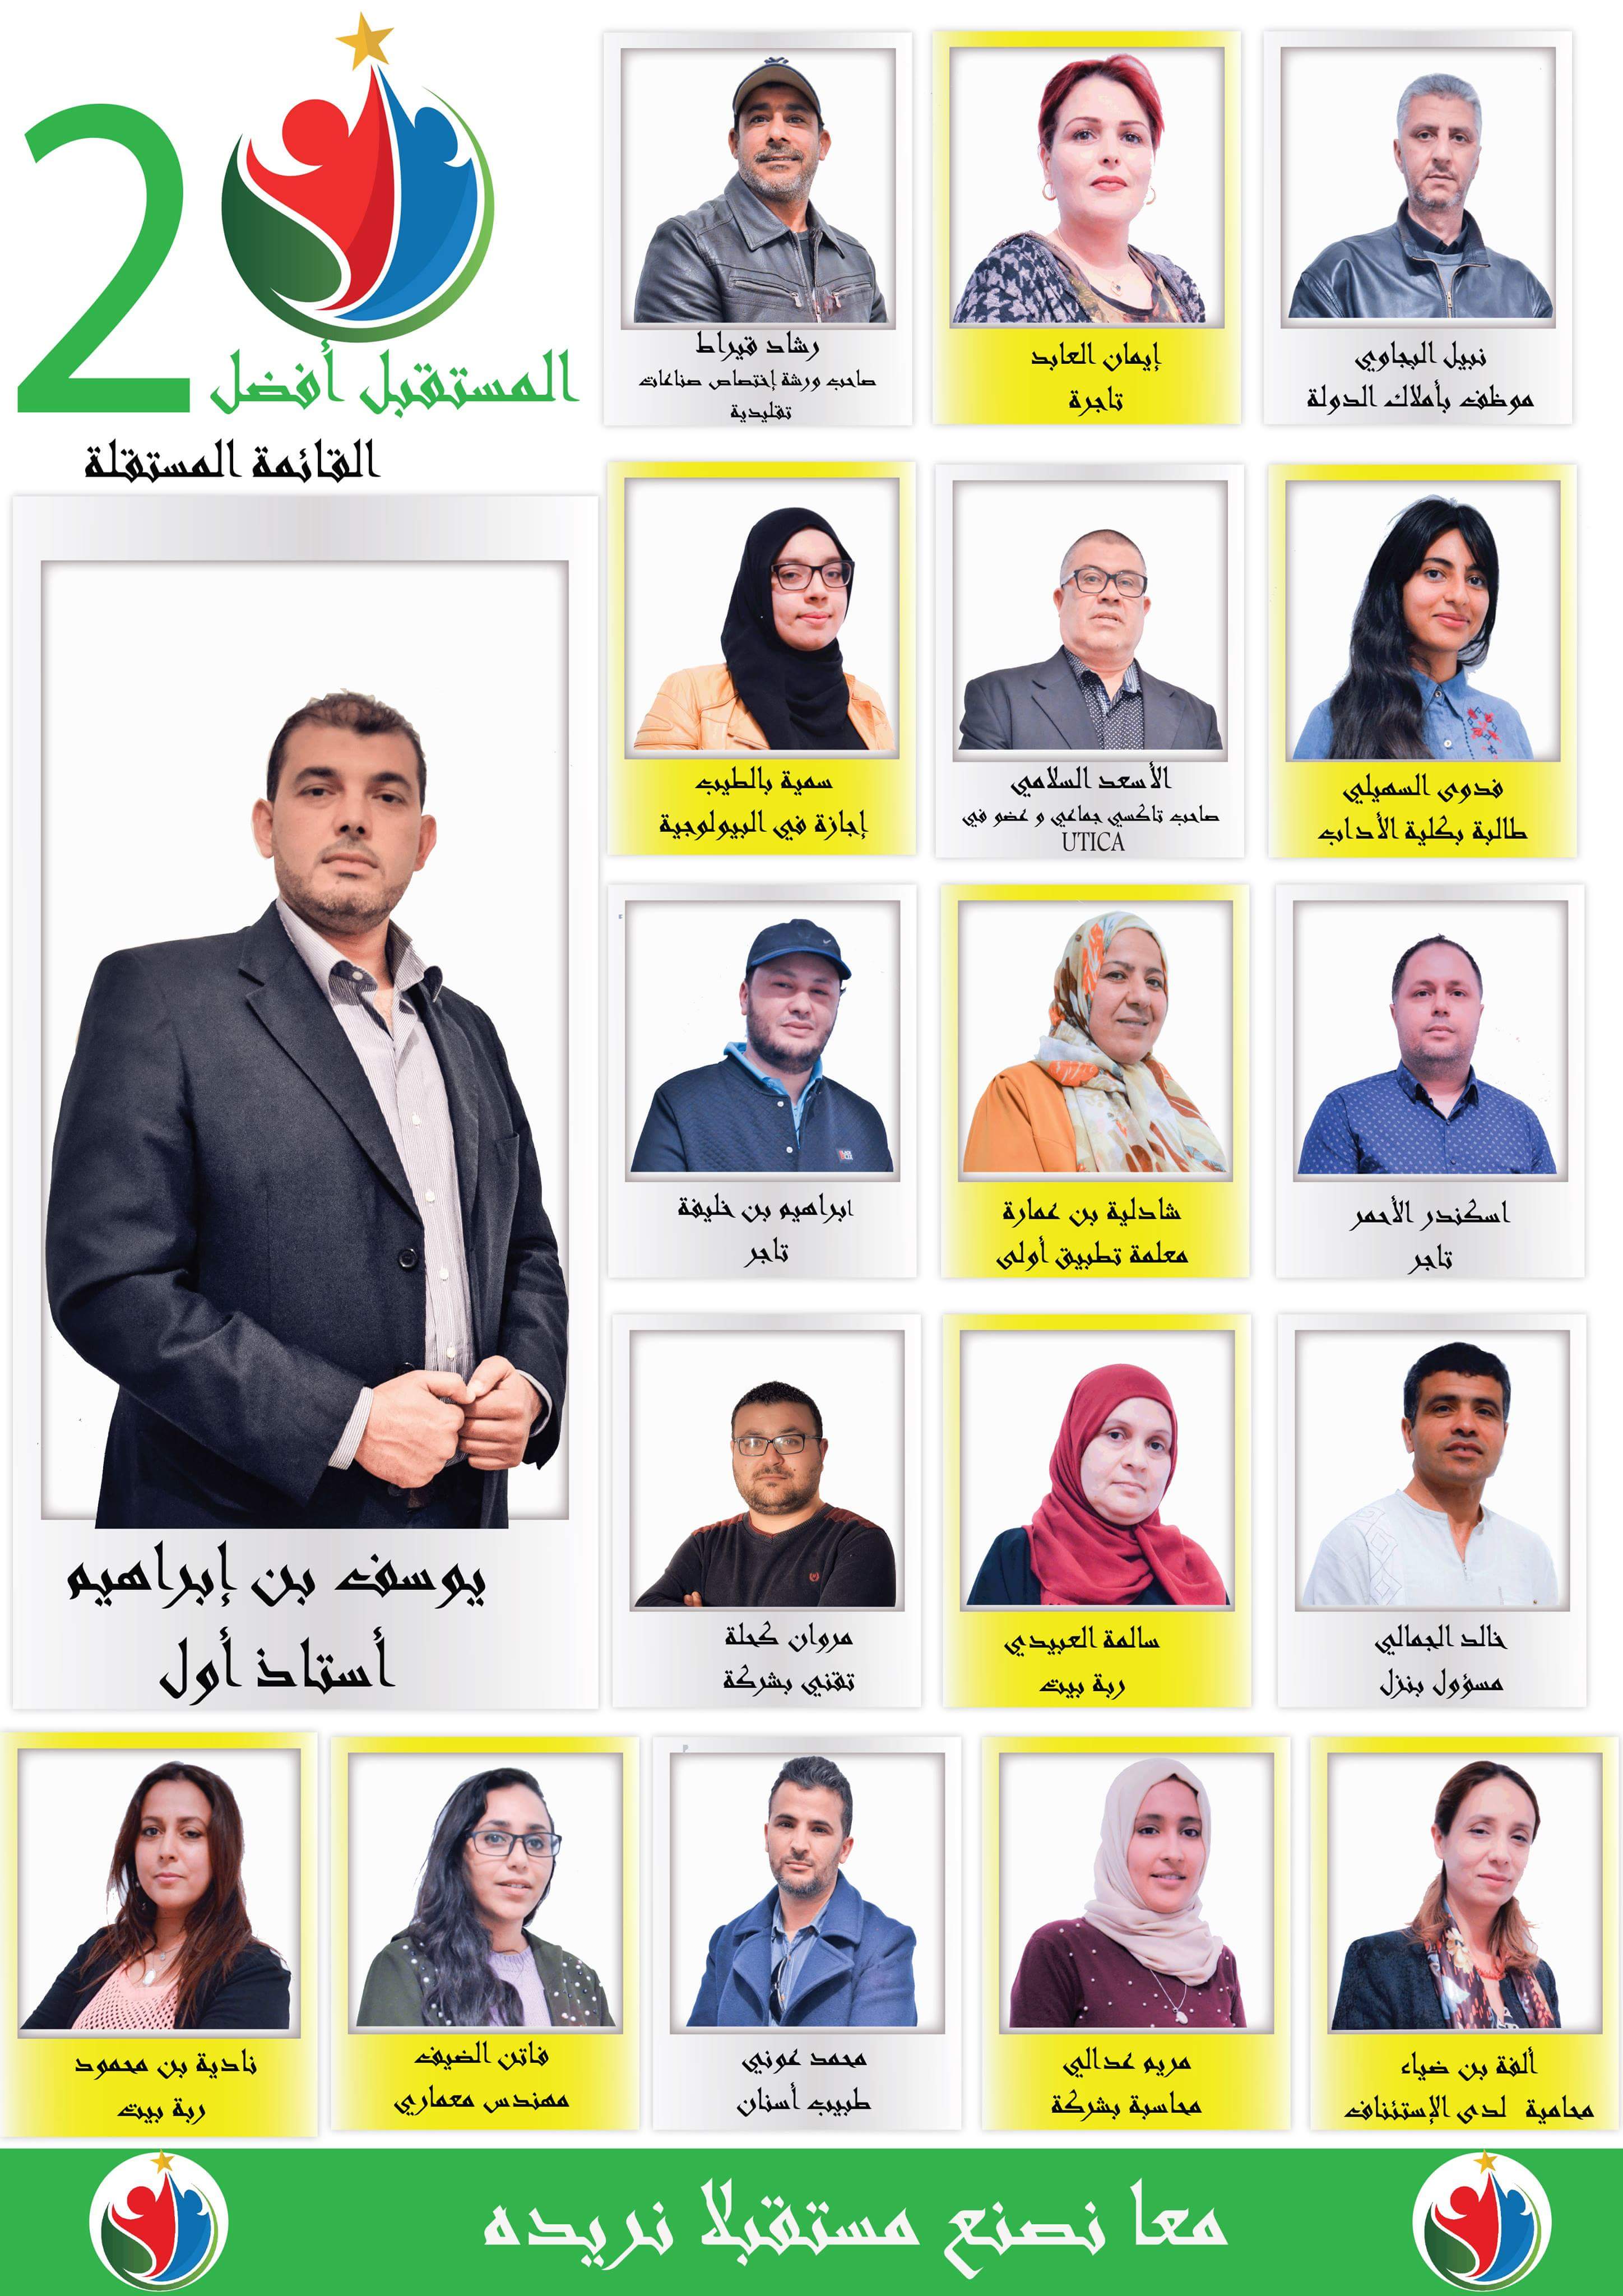 2
المستقبل أفضل
القائمة المستقلة
يوسف بن إبراهيم
أستاذ أول
رشاد قيراط
صاحب ورشة إختصاص صناعات
تقليدية
إيمان العابد
تاجرة
نبيل البجاوي
موظف بأملاك الدولة
سمية بالطيب
إجازة في البيولوجية
الأسعد السلامي
صاحب تاكسي جماعي و عضو في
UTICA
فدوى السهيلي
طالبة بكلية الأداب
ابراهيم بن خليفة
تاجر
شادلية بن عمارة
معلمة تطبيق أولى
اسكندر الأحمر
تاجر
مروان كحلة
تقني بشركة
سالمة العبيدي
ربة بيت
خالد الجمالي
مسؤول بنزل
نادية بن محمود
ربة بيت
فاتن الضيف
مهندس معماري
محمد عوني
طبيب أسنان
مريم عدالي
محاسبة بشركة
ألفة بن ضياء
محامية لدى الإستئناف
معا نصنع مستقبلا نريده